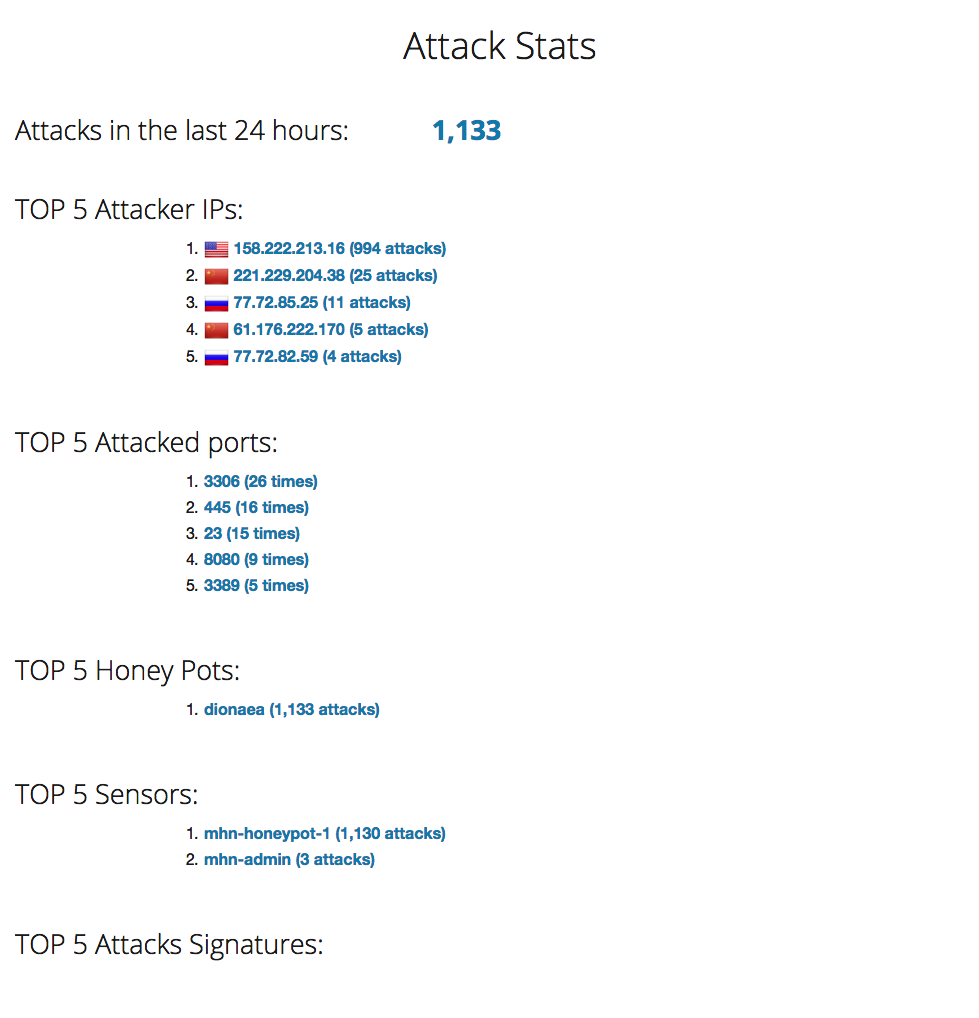 Attack Stats
Attacks in the last 24 hours: 1,133
TOP 5 Attacker IPs:
1. 158.222.213.16 (994 attacks)
2. 221.229.204.38 (25 attacks)
3. 77.72.85.25 (11 attacks)
4. 61.176.222.170 (5 attacks)
5. 77.72.82.59 (4 attacks)
TOP 5 Attacked ports:
1. 3306 (26 times)
2. 445 (16 times)
3. 23 (15 times)
4. 8080 (9 times)
5. 3389 (5 times)
TOP 5 Honey Pots:
1. dionaea (1,133 attacks)
TOP 5 Sensors:
1. mhn-honeypot-1 (1,130 attacks)
2. mhn-admin (3 attacks)
TOP 5 Attacks Signatures: